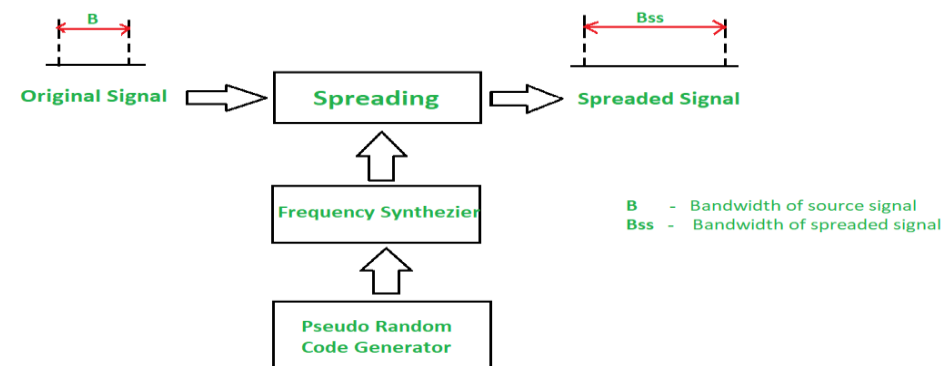 B
Bss
Original Signal
Spreading
Spreaded Signal
Frequency Synthezier
B - Bandwidth of source signal
Bss - Bandwidth of spreaded signal
Pseudo Random
Code Generator